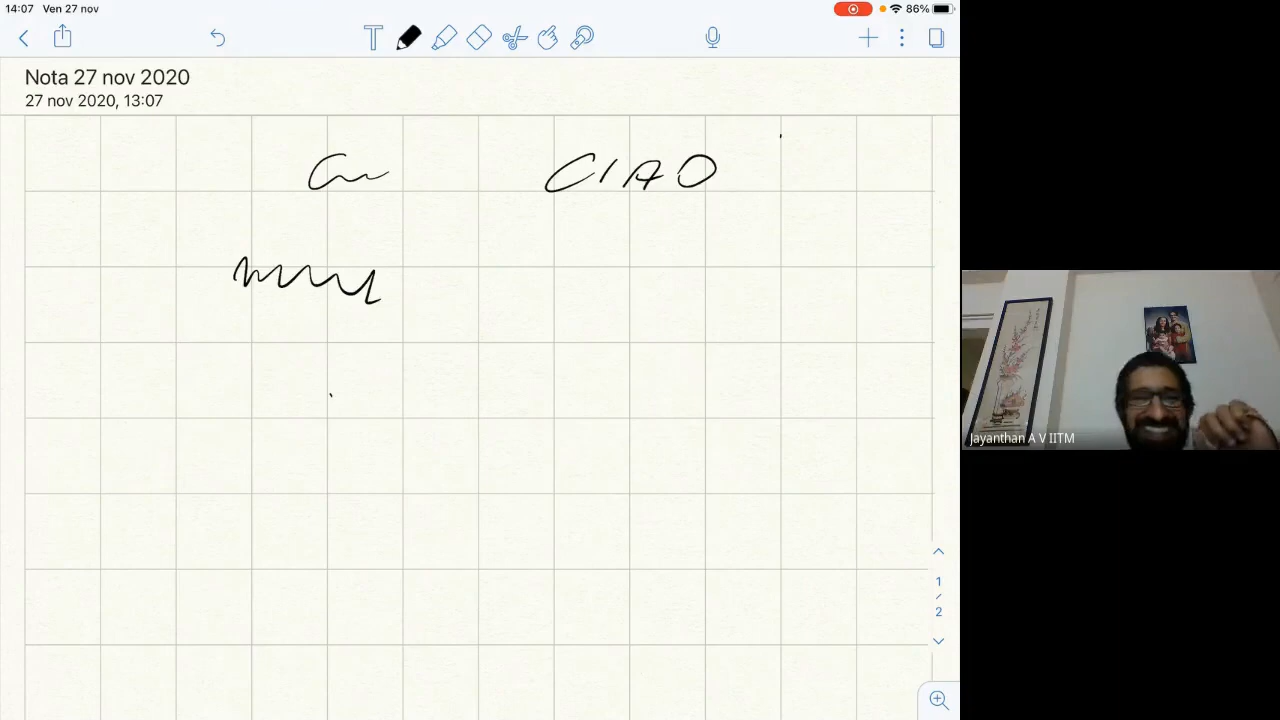 14:07 Ven 27 nov
86%
T
Nota 27 nov 2020
27 nov 2020, 13:07
CIAO
1
/
2
Jayanthan A V IITM